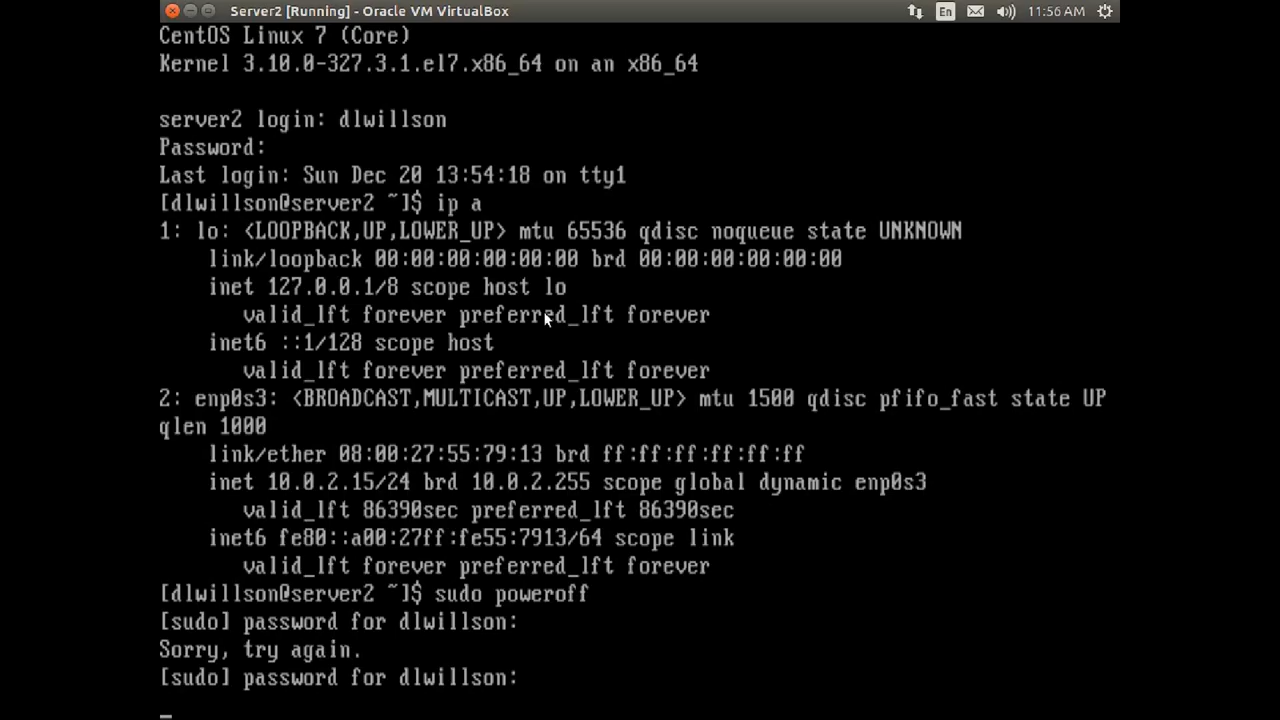 Server2 [Running] - Oracle VM VirtualBox En 11:56 AM
CentOS Linux 7 (Core)
Kernel 3.10.0-327.3.1.el7.x86_64 on an x86_64
server2 login: dlwillson
Password:
Last login: Sun Dec 20 13:54:18 on tty1
[dlwillson@server2 ~]$ ip a
1: lo: <LOOPBACK,UP,LOWER_UP> mtu 65536 qdisc noqueue state UNKNOWN
link/loopback 00:00:00:00:00:00 brd 00:00:00:00:00:00
inet 127.0.0.1/8 scope host lo
valid_lft forever preferred_lft forever
inet6 ::1/128 scope host
valid_lft forever preferred_lft forever
2: enp0s3: <BROADCAST,MULTICAST,UP,LOWER_UP> mtu 1500 qdisc pfifo_fast state UP
qlen 1000
link/ether 08:00:27:55:79:13 brd ff:ff:ff:ff:ff:ff
inet 10.0.2.15/24 brd 10.0.2.255 scope global dynamic enp0s3
valid_lft 86390sec preferred_lft 86390sec
inet6 fe80::a00:27ff:fe55:7913/64 scope link
valid_lft forever preferred_lft forever
[dlwillson@server2 ~]$ sudo poweroff
[sudo] password for dlwillson:
Sorry, try again.
[sudo] password for dlwillson: